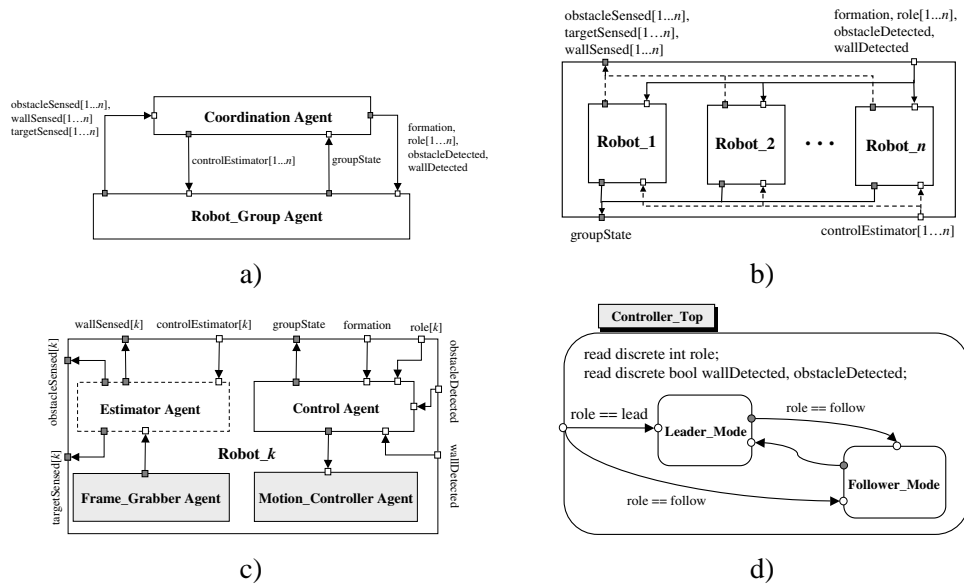 obstacleSensed[1...n],
wallSensed[1…n]
targetSensed[1…n]
Coordination Agent
formation,
role[1…n],
obstacleDetected,
wallDetected
controlEstimator[1...n]
groupState
Robot_Group Agent
a)
obstacleSensed[1...n],
targetSensed[1...n],
wallSensed[1...n]
formation, role[1...n],
obstacleDetected,
wallDetected
Robot_1
Robot_2
• • •
Robot_n
groupState
controlEstimator[1…n]
b)
wallSensed[k]
controlEstimator[k]
groupState
formation
role[k]
obstacleSensed[k]
obstacleDetected
Estimator Agent
Control Agent
targetSensed[k]
Robot_k
wallDetected
Frame_Grabber Agent
Motion_Controller Agent
c)
Controller_Top
read discrete int role;
read discrete bool wallDetected, obstacleDetected;
role == lead
Leader_Mode
role == follow
Follower_Mode
role == follow
d)